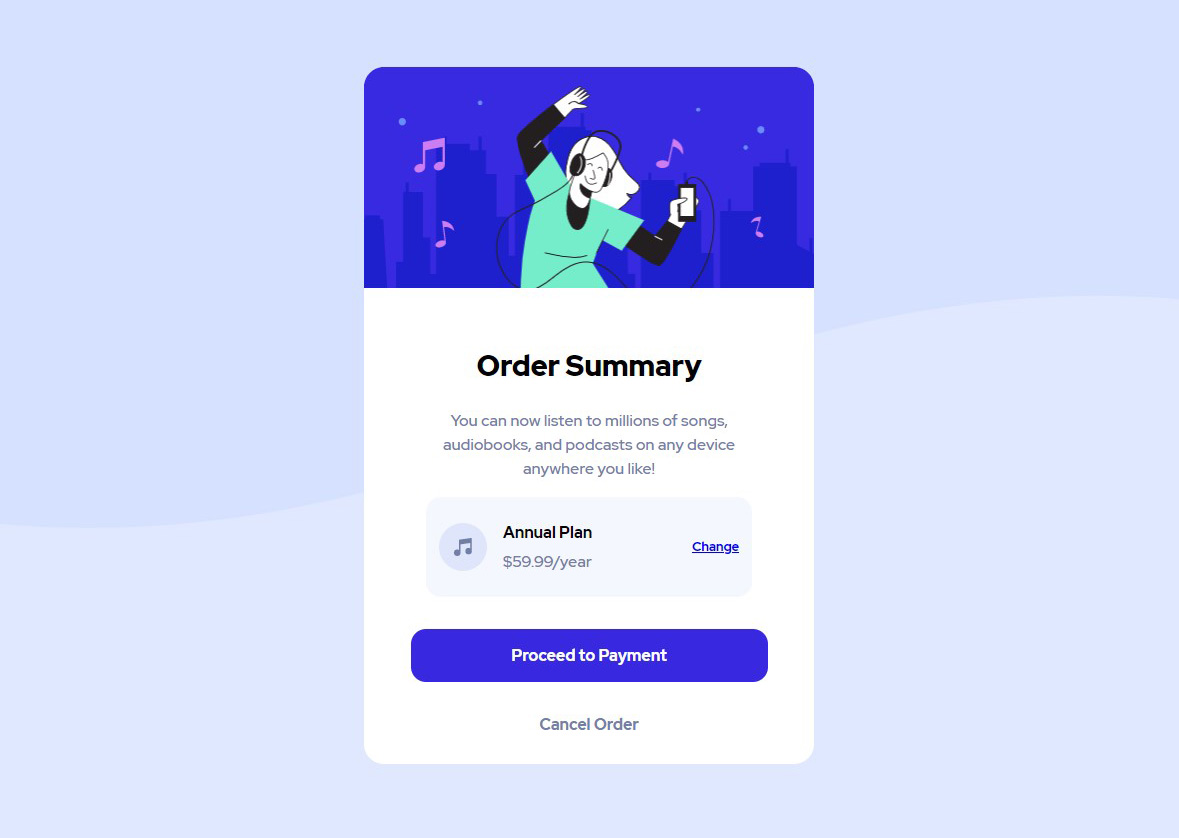 Order Summary
You can now listen to millions of songs,
audiobooks, and podcasts on any device
anywhere you like!
Annual Plan
$59.99/year
Change
Proceed to Payment
Cancel Order